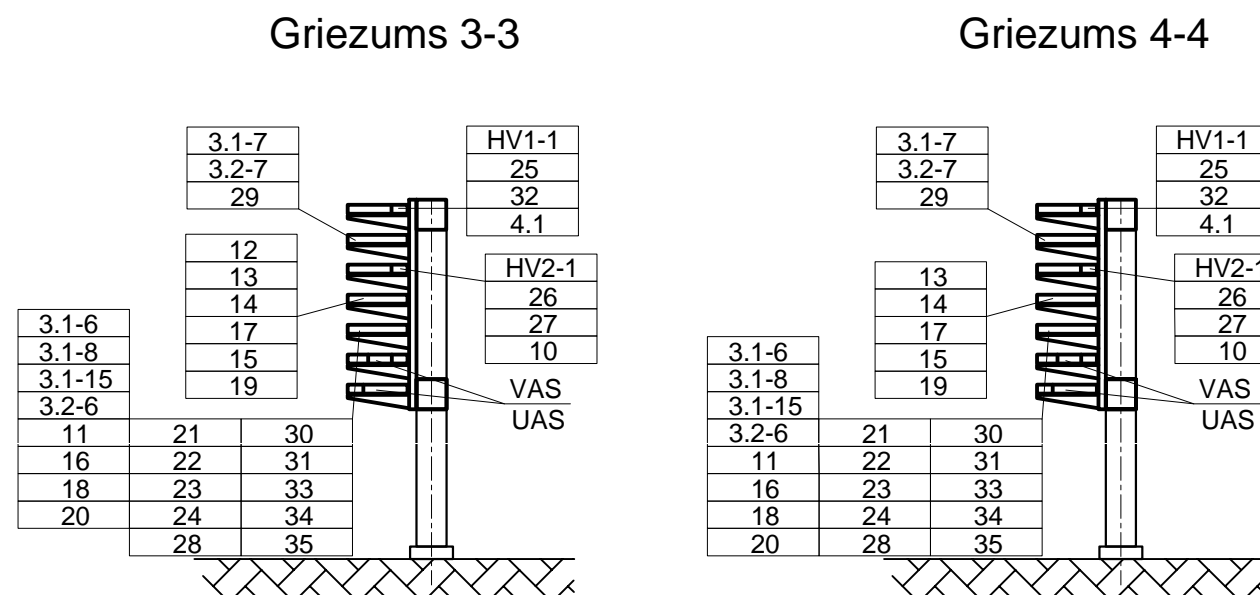 Griezums 3-3
3.1-7
3.2-7
29
HV1-1
25
32
4.1
12
13
14
17
15
19
HV2-1
26
27
10
VAS
UAS
3.1-6
3.1-8
3.1-15
3.2-6
11 21 30
16 22 31
18 23 33
20 24 34
28 35
Griezums 4-4
3.1-7
3.2-7
29
HV1-1
25
32
4.1
13
14
17
15
19
HV2-1
26
27
10
VAS
UAS
3.1-6
3.1-8
3.1-15
3.2-6 21 30
11 22 31
16 23 33
18 24 34
20 28 35